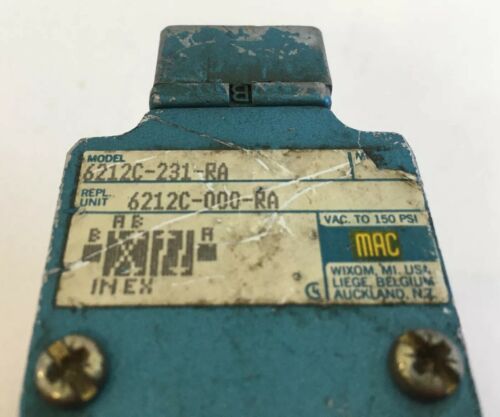 B
MODEL
6212C-231-RA
REPL.
UNIT 6212C-000-RA
A B
B A
IN EX
VAC. TO 150 PSI
MAC
WIXOM, MI. USA
LIEGE, BELGIUM
AUCKLAND, N.Z.